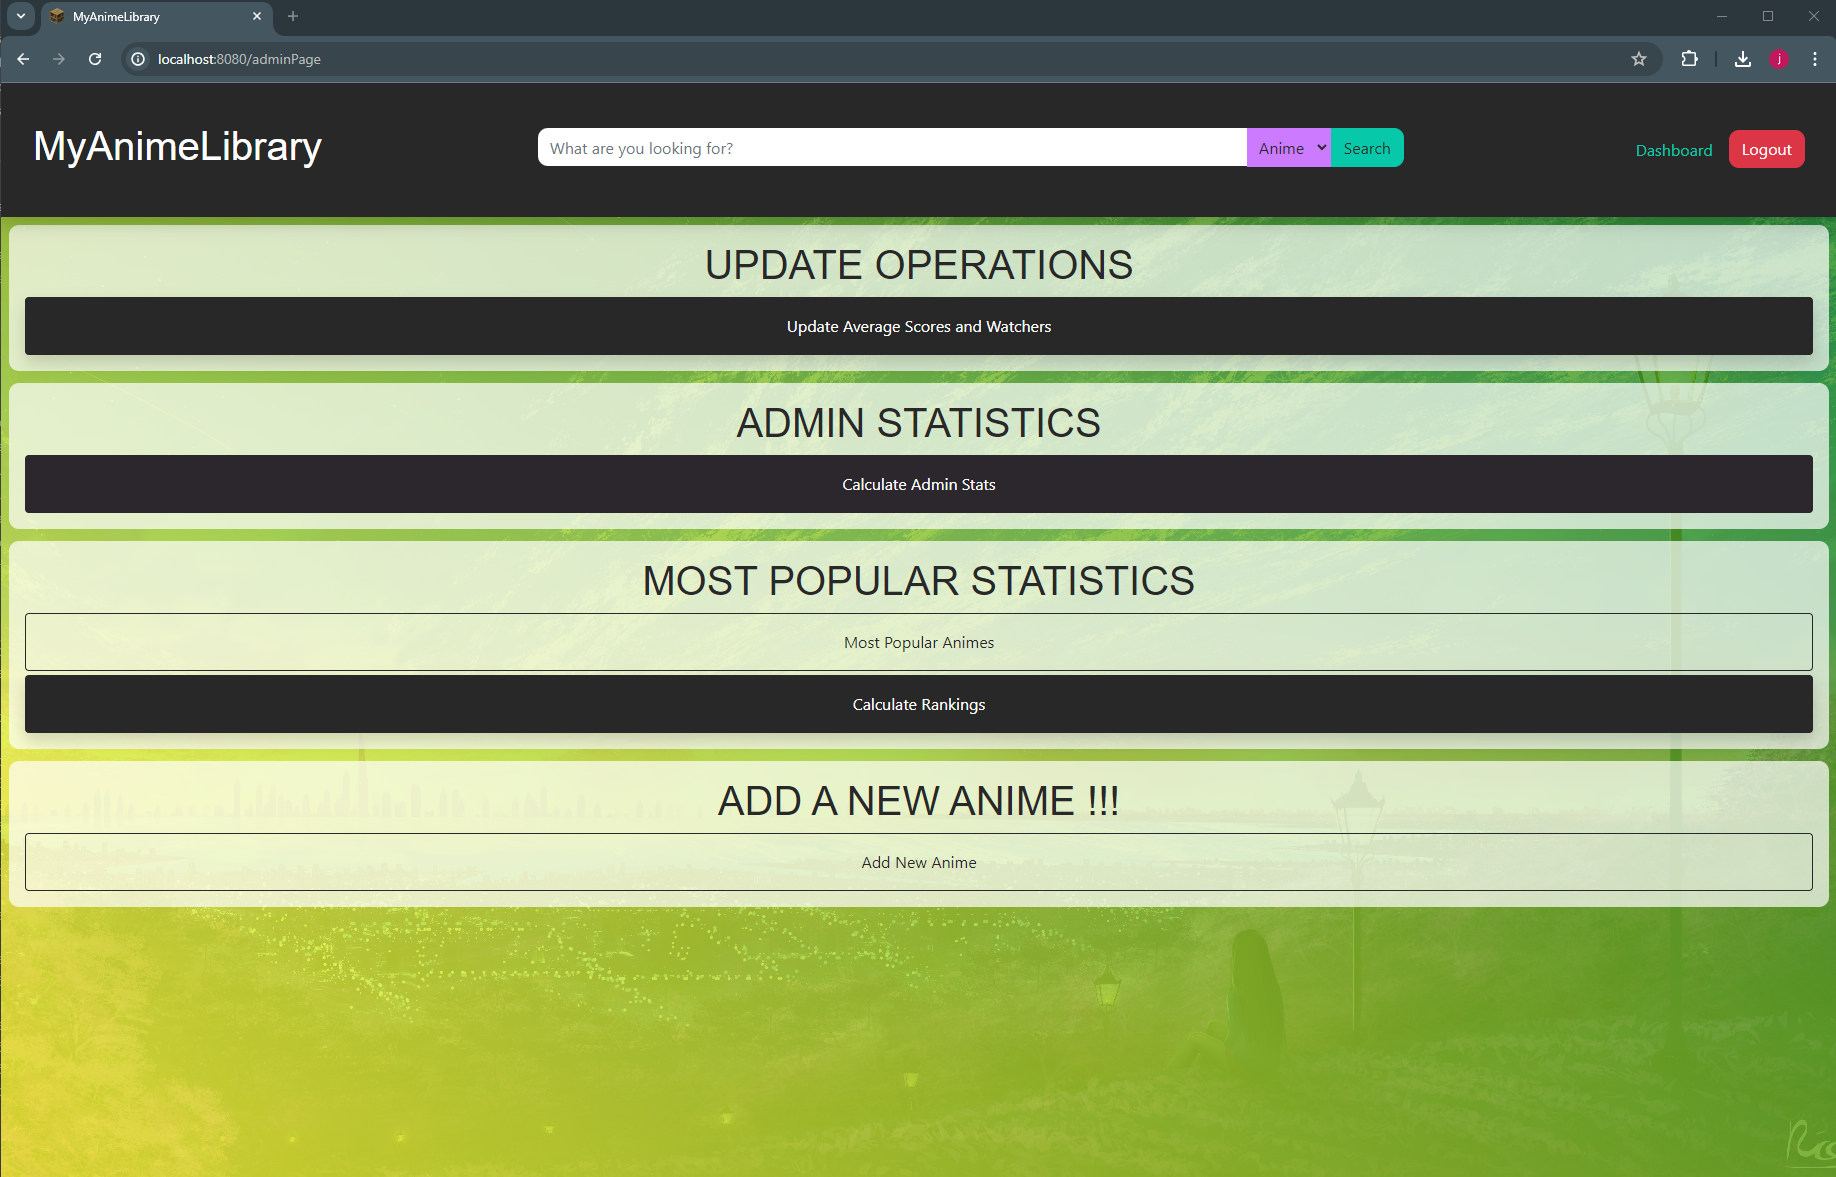 MyAnimeLibrary
localhost:8080/adminPage
j
MyAnimeLibrary
What are you looking for?
Anime
Search
Dashboard
Logout
UPDATE OPERATIONS
Update Average Scores and Watchers
ADMIN STATISTICS
Calculate Admin Stats
MOST POPULAR STATISTICS
Most Popular Animes
Calculate Rankings
ADD A NEW ANIME !!!
Add New Anime